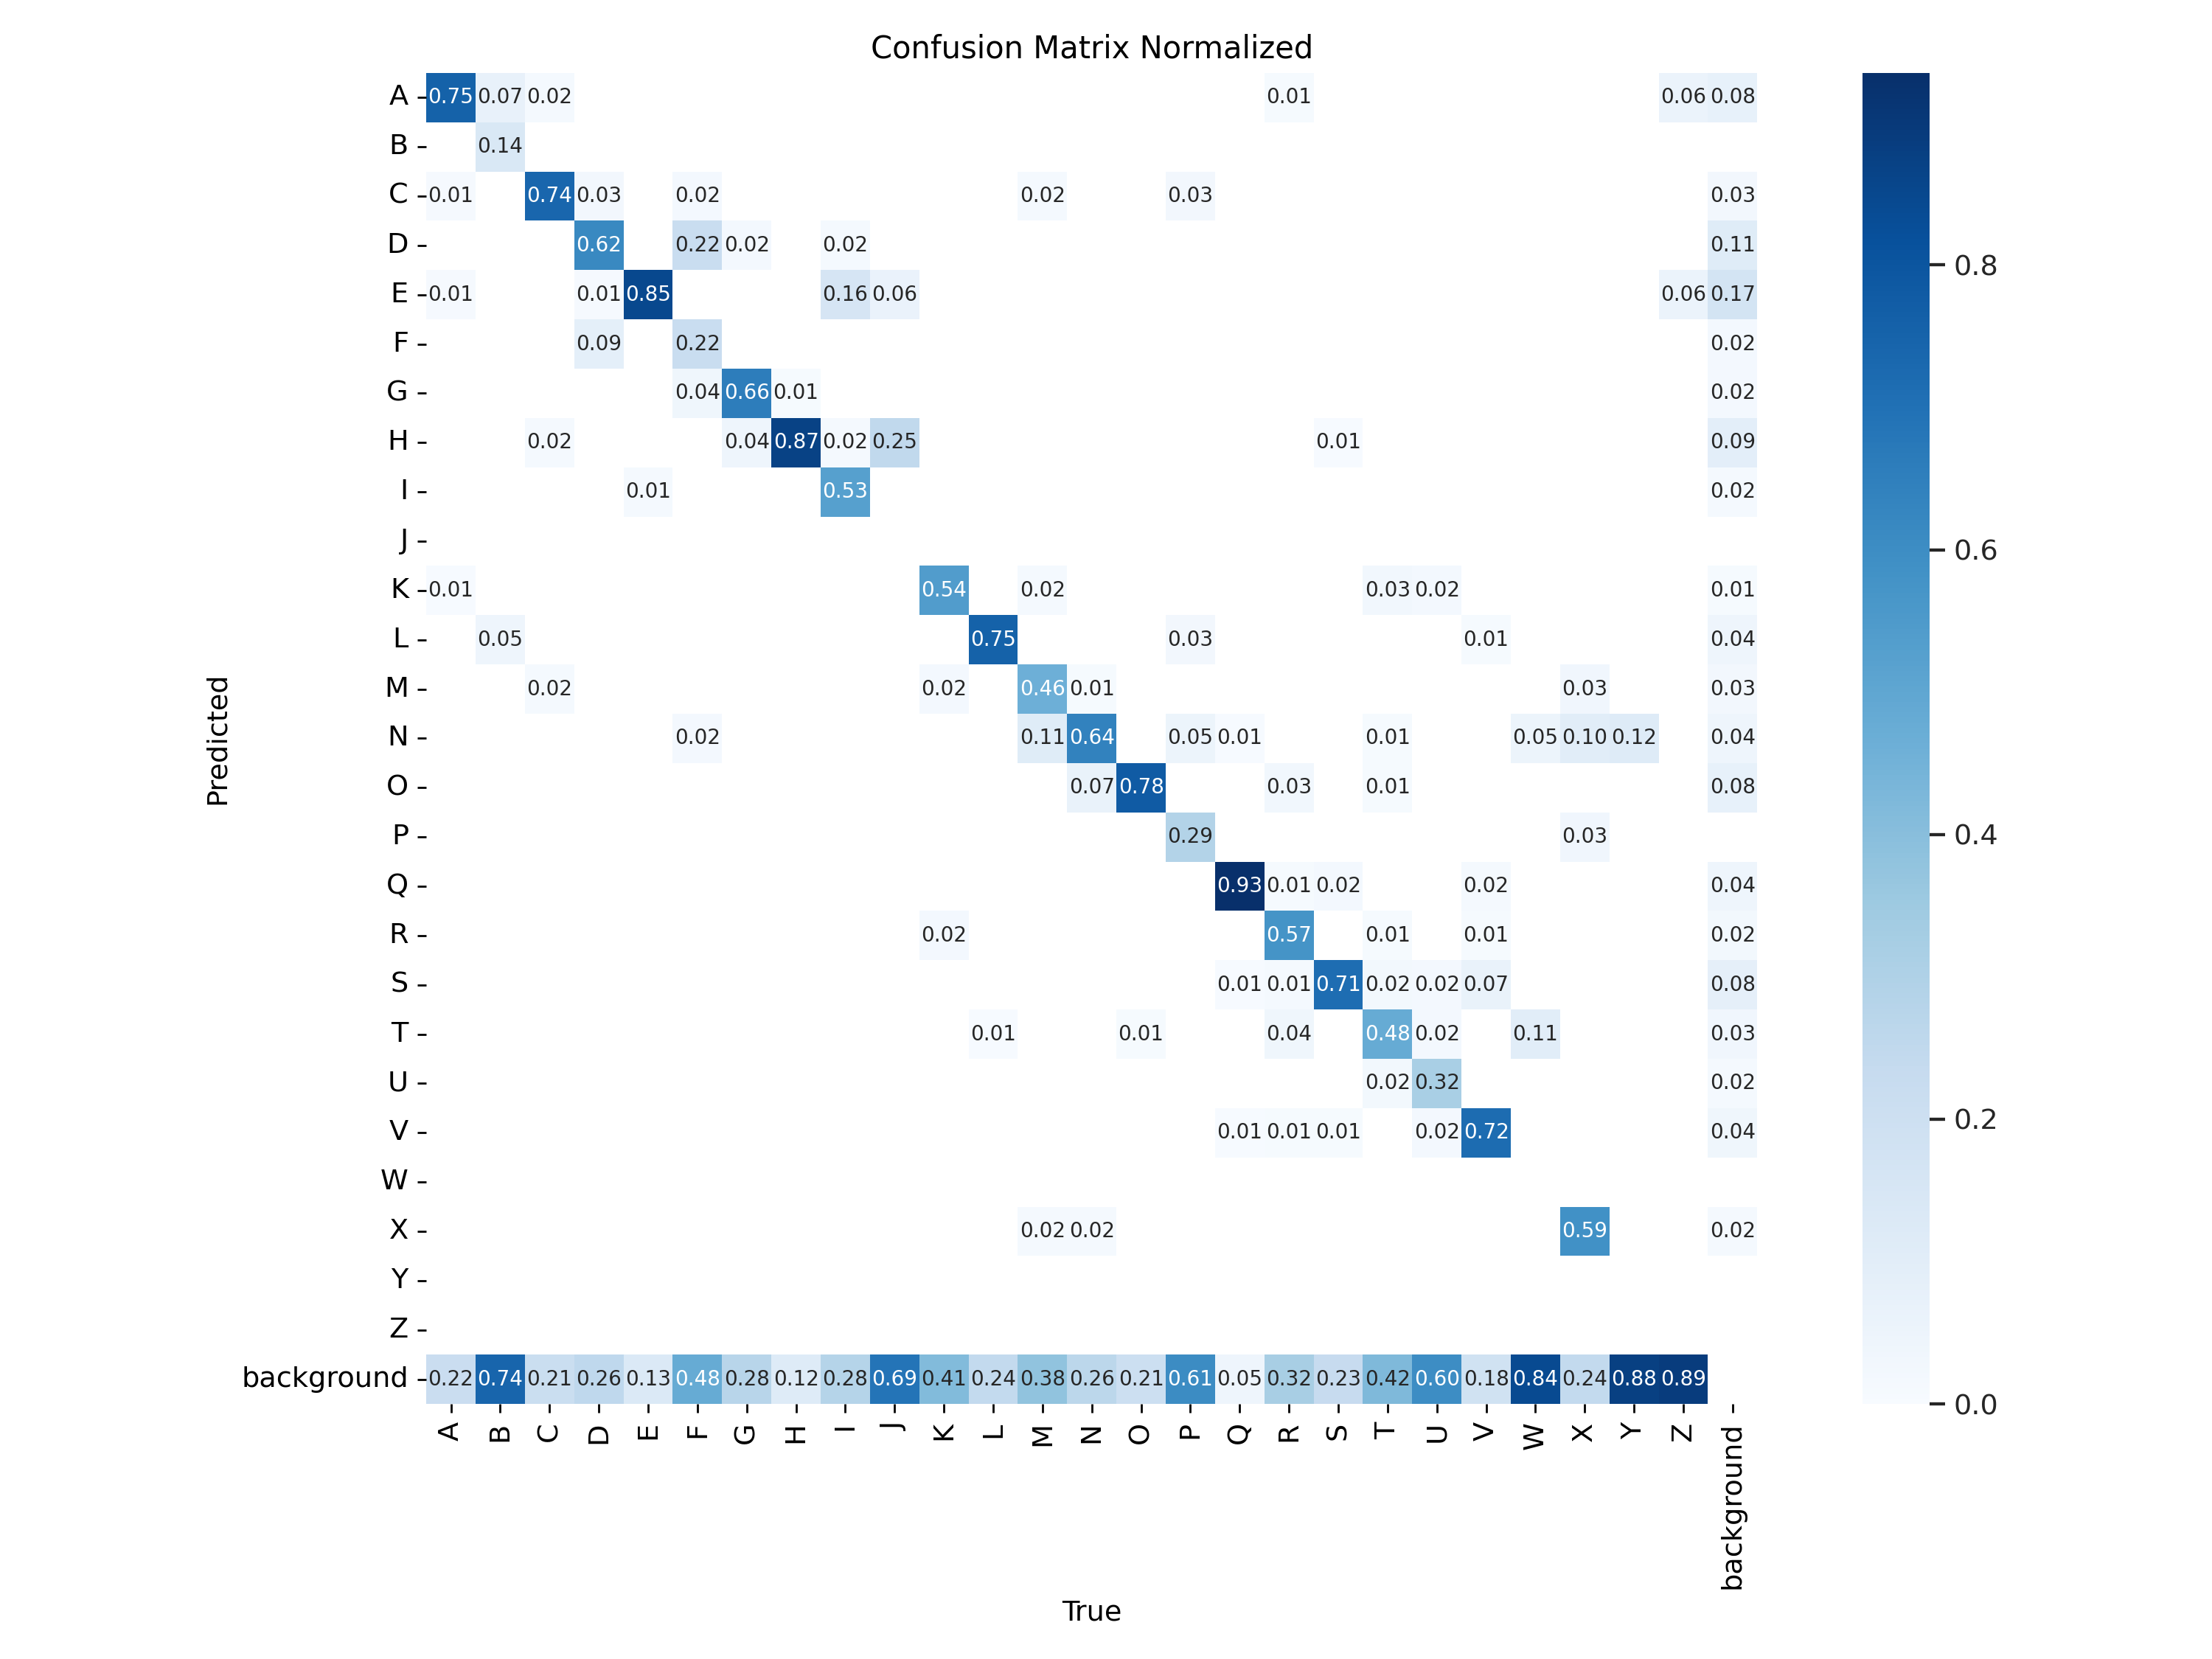 Confusion Matrix Normalized
A 0.75 0.07 0.02 0.01 0.06 0.08
B 0.14
C 0.01 0.74 0.03 0.02 0.02 0.03 0.03
D 0.62 0.22 0.02 0.02 0.11
E 0.01 0.01 0.85 0.16 0.06 0.06 0.17
F 0.09 0.22 0.02
G 0.04 0.66 0.01 0.02
H 0.02 0.04 0.87 0.02 0.25 0.01 0.09
I 0.01 0.53 0.02
J
K 0.01 0.54 0.02 0.03 0.02 0.01
L 0.05 0.75 0.03 0.01 0.04
M 0.02 0.02 0.46 0.01 0.03 0.03
N 0.02 0.11 0.64 0.05 0.01 0.01 0.05 0.10 0.12 0.04
O 0.07 0.78 0.03 0.01 0.08
P 0.29 0.03
Q 0.93 0.01 0.02 0.02 0.04
R 0.02 0.57 0.01 0.01 0.02
S 0.01 0.01 0.71 0.02 0.02 0.07 0.08
T 0.01 0.01 0.04 0.48 0.02 0.11 0.03
U 0.02 0.32 0.02
V 0.01 0.01 0.01 0.02 0.72 0.04
W
X 0.02 0.02 0.59 0.02
Y
Z
background 0.22 0.74 0.21 0.26 0.13 0.48 0.28 0.12 0.28 0.69 0.41 0.24 0.38 0.26 0.21 0.61 0.05 0.32 0.23 0.42 0.60 0.18 0.84 0.24 0.88 0.89
A B C D E F G H I J K L M N O P Q R S T U V W X Y Z background
True
Predicted
0.8
0.6
0.4
0.2
0.0